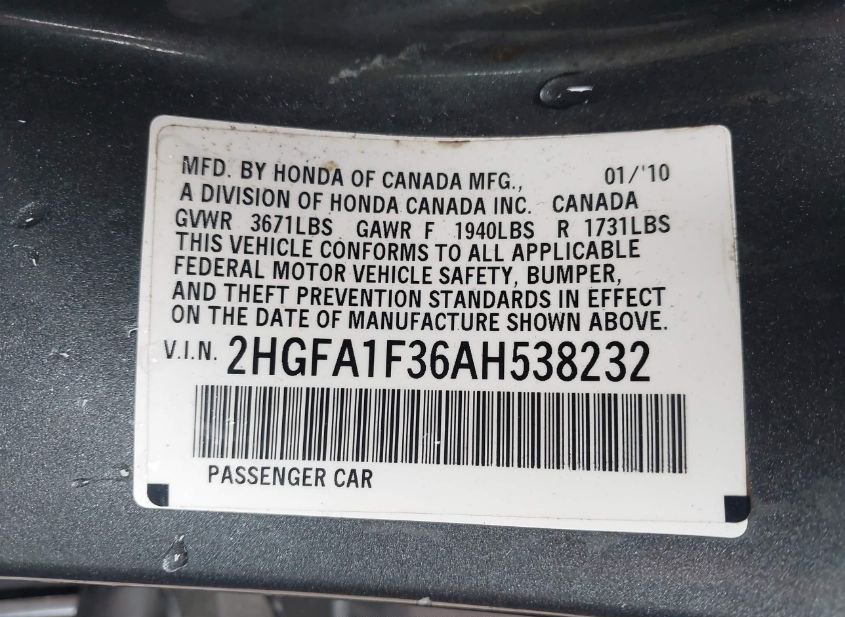 MFD. BY HONDA OF CANADA MFG., 01/'10
A DIVISION OF HONDA CANADA INC. CANADA
GVWR 3671LBS GAWR F 1940LBS R 1731LBS
THIS VEHICLE CONFORMS TO ALL APPLICABLE
FEDERAL MOTOR VEHICLE SAFETY, BUMPER,
AND THEFT PREVENTION STANDARDS IN EFFECT
ON THE DATE OF MANUFACTURE SHOWN ABOVE.
V.I.N. 2HGFA1F36AH538232
PASSENGER CAR